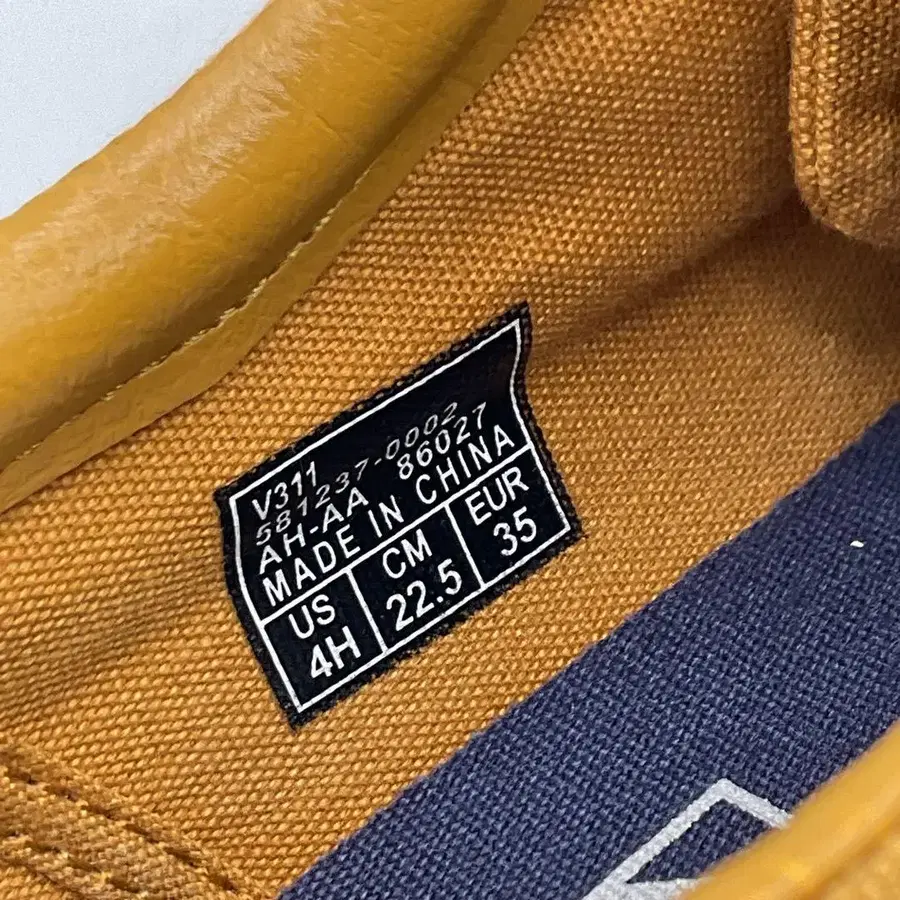 V311
581237-0002
AH-AA 86027
MADE IN CHINA
US CM EUR
4H 22.5 35